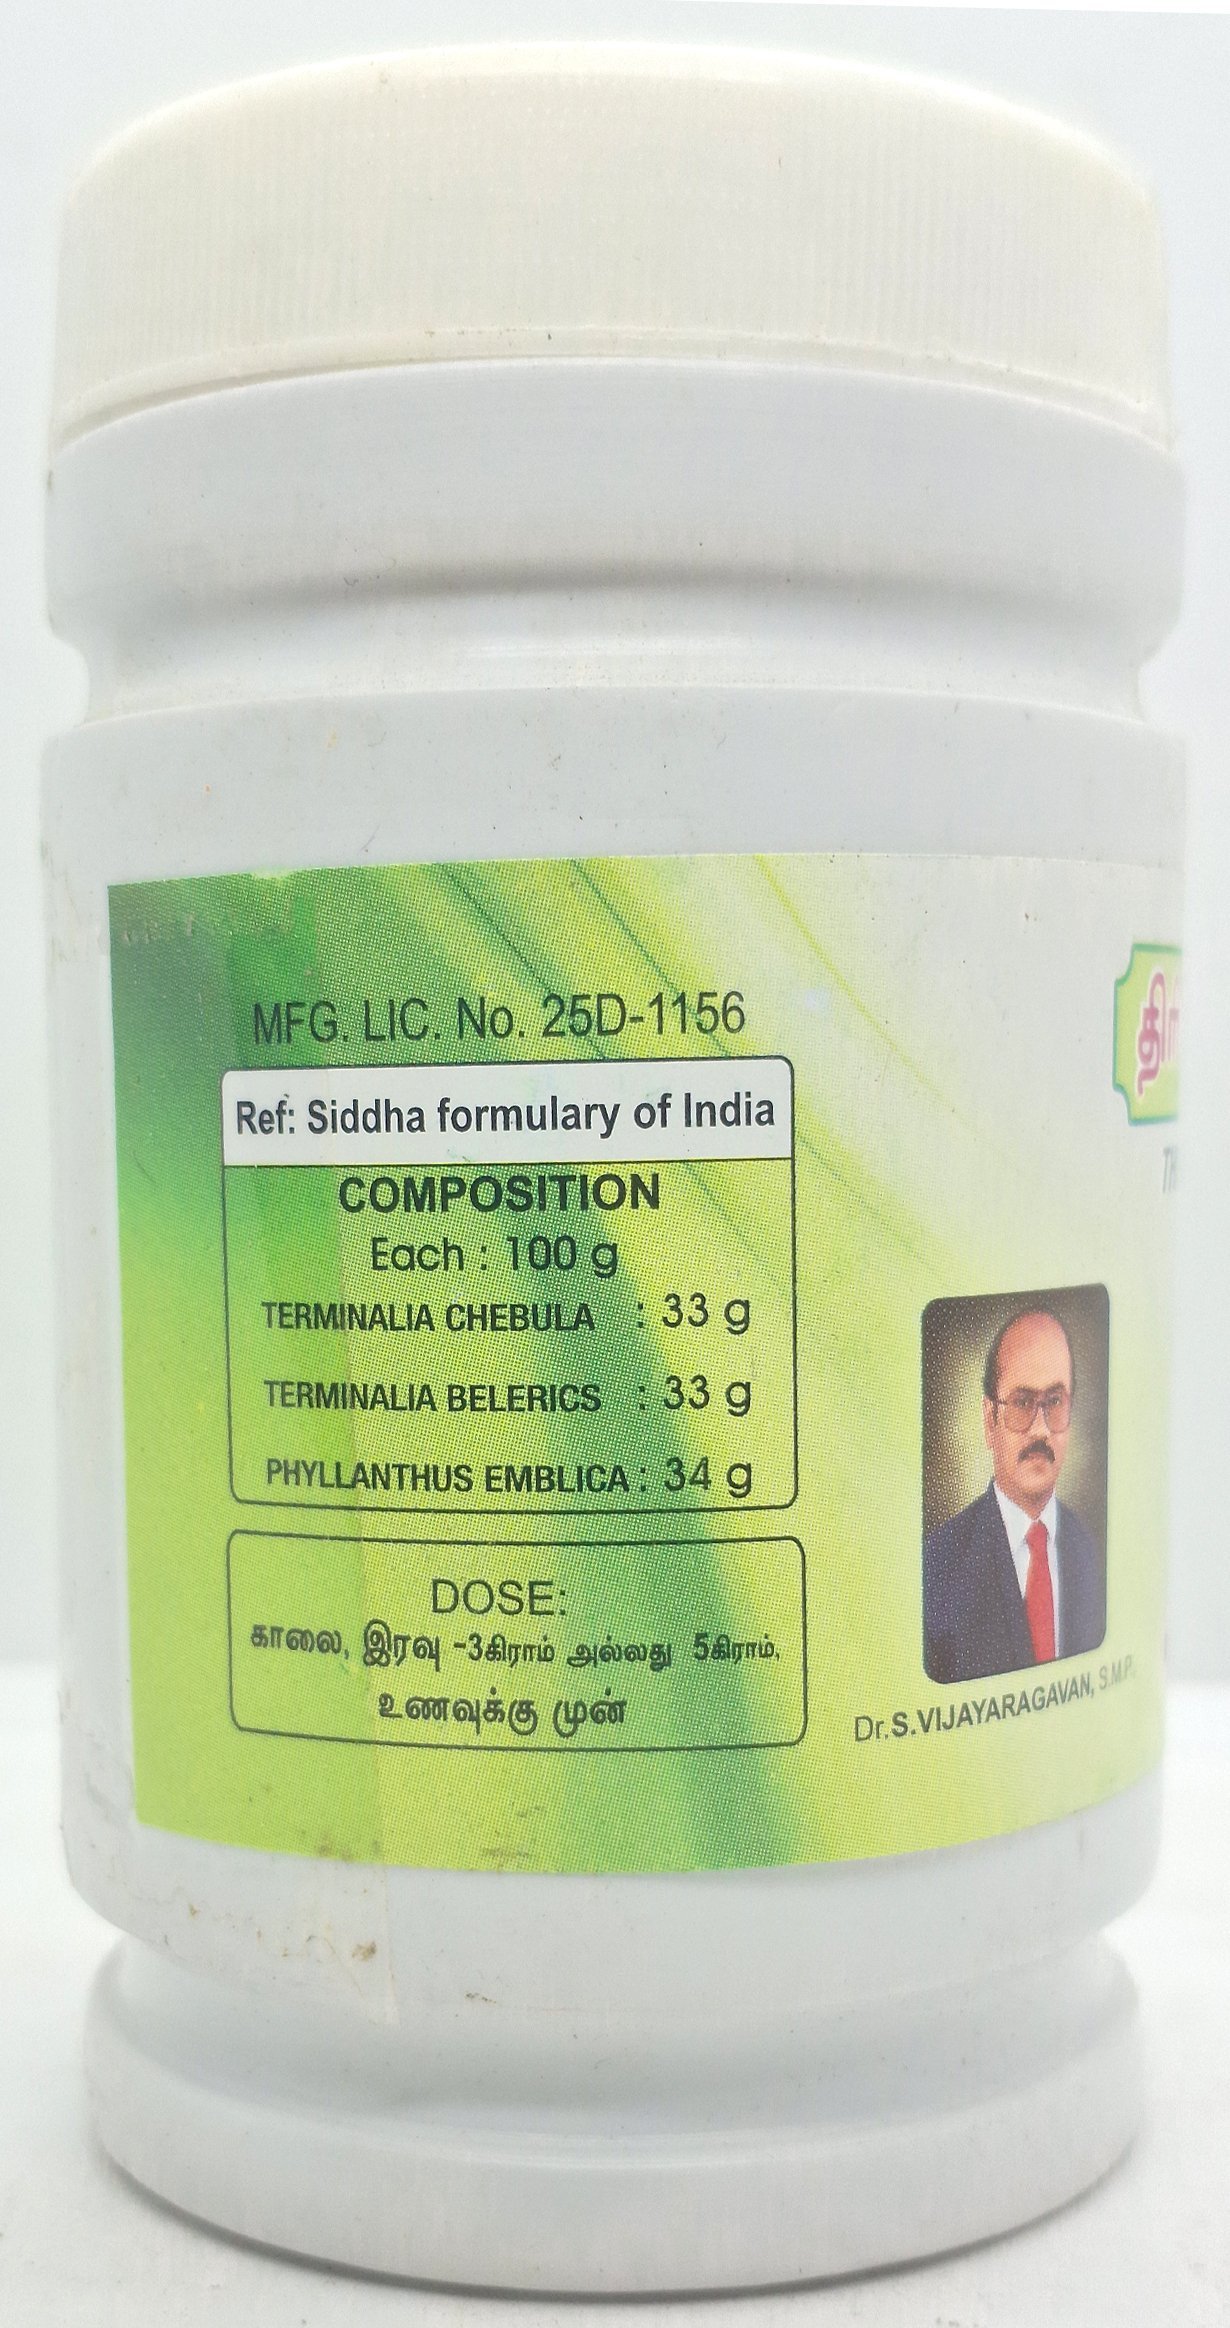 MFG. LIC. No. 25D-1156
Ref: Siddha formulary of India
COMPOSITION
Each : 100 g
TERMINALIA CHEBULA : 33 g
TERMINALIA BELERICS : 33 g
PHYLLANTHUS EMBLICA : 34 g
DOSE:
காலை, இரவு -3கிராம் அல்லது 5கிராம்,
உணவுக்கு முன்
Dr.S.VIJAYARAGAVAN, S.M.P.